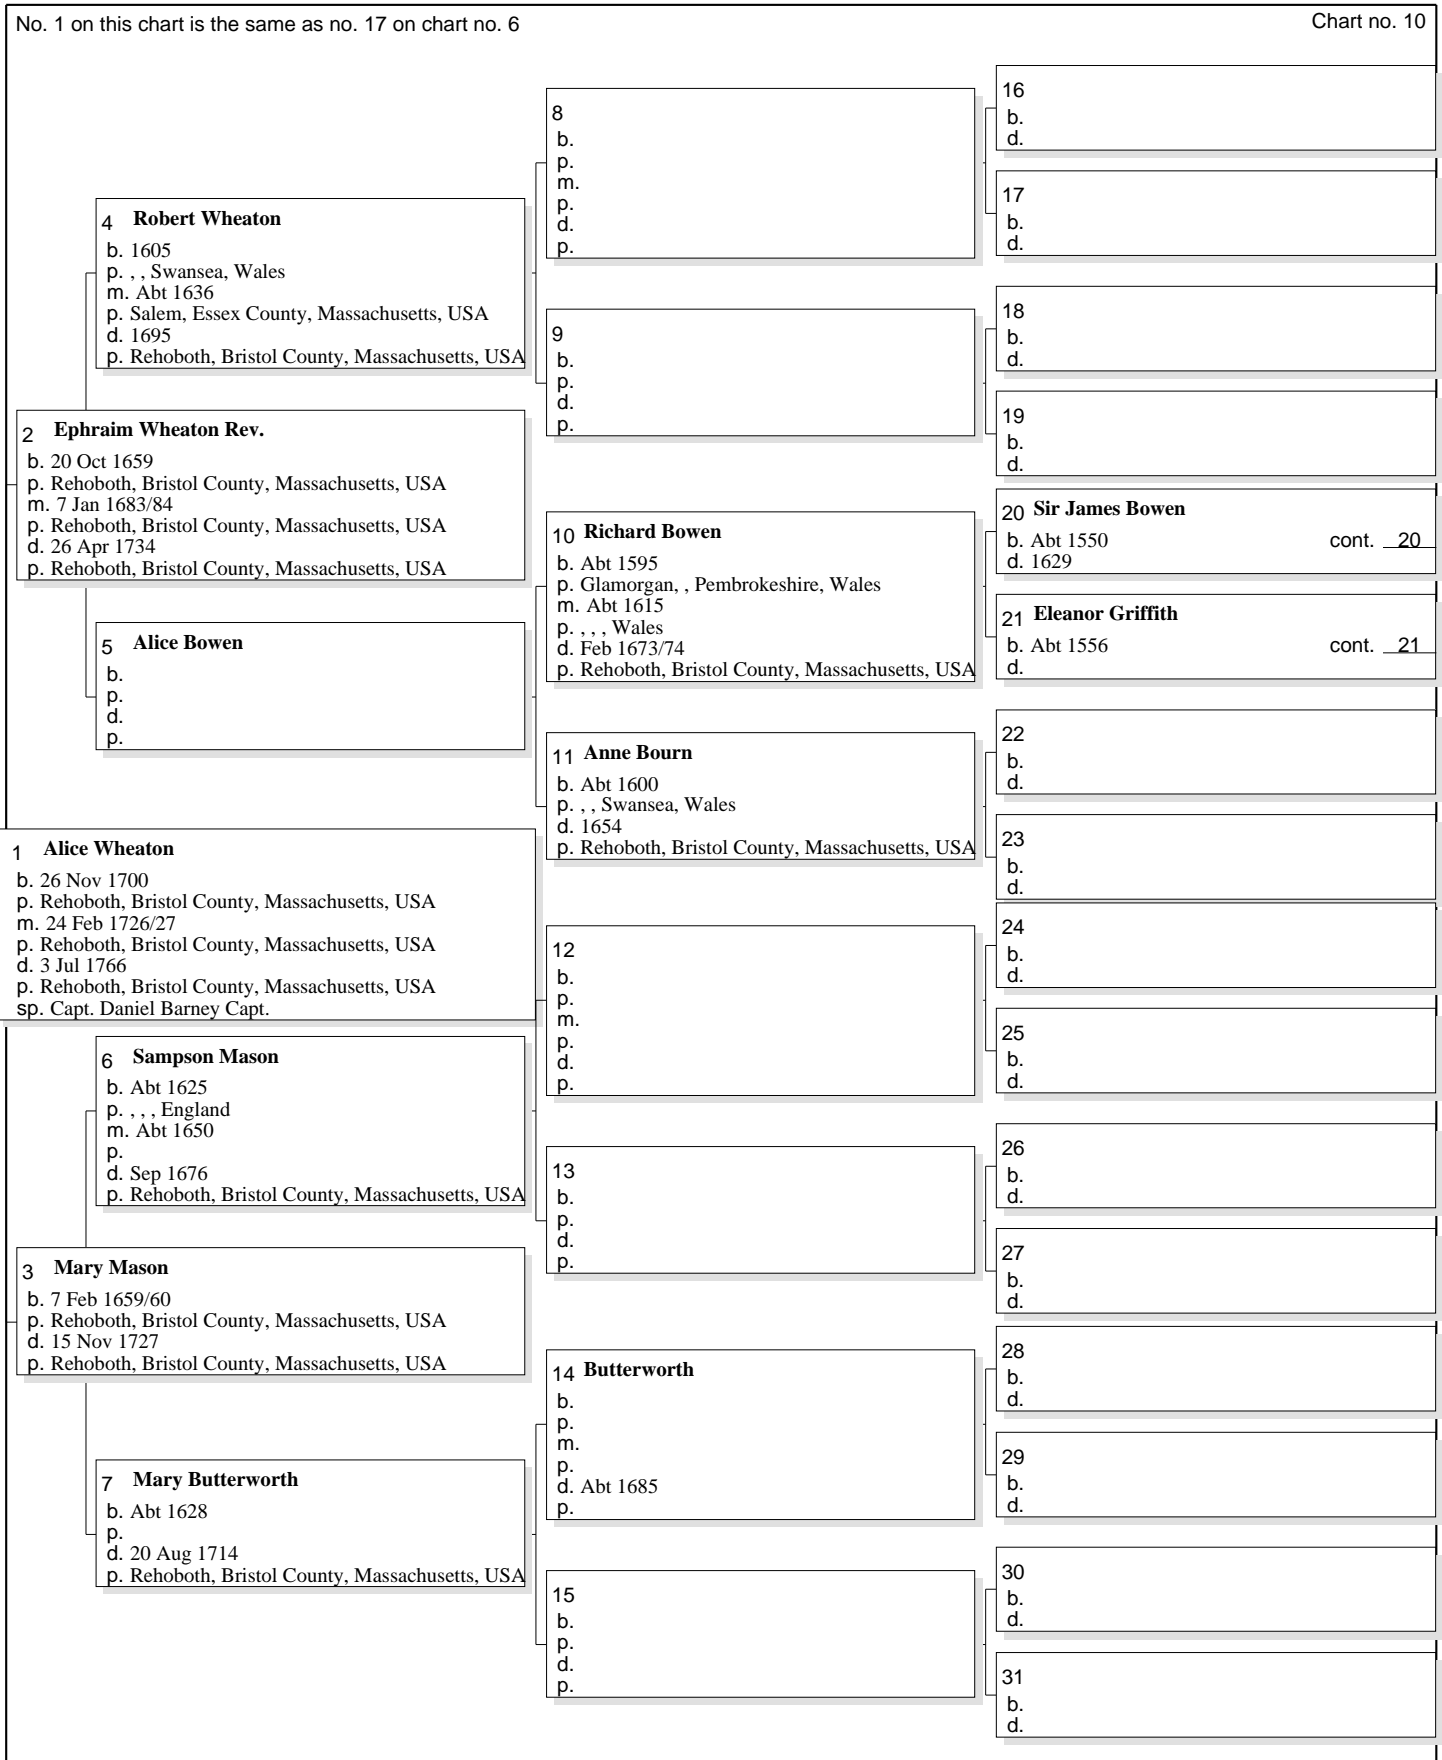 No. 1 on this chart is the same as no. 17 on chart no. 6
Chart no. 10
8
b.
p.
m.
p.
d.
p.
16
b.
d.
17
b.
d.
4 Robert Wheaton
b. 1605
p. , , Swansea, Wales
m. Abt 1636
p. Salem, Essex County, Massachusetts, USA
d. 1695
p. Rehoboth, Bristol County, Massachusetts, USA
9
b.
p.
d.
p.
18
b.
d.
19
b.
d.
2 Ephraim Wheaton Rev.
b. 20 Oct 1659
p. Rehoboth, Bristol County, Massachusetts, USA
m. 7 Jan 1683/84
p. Rehoboth, Bristol County, Massachusetts, USA
d. 26 Apr 1734
p. Rehoboth, Bristol County, Massachusetts, USA
10 Richard Bowen
b. Abt 1595
p. Glamorgan, , Pembrokeshire, Wales
m. Abt 1615
p. , , , Wales
d. Feb 1673/74
p. Rehoboth, Bristol County, Massachusetts, USA
20 Sir James Bowen
b. Abt 1550 cont. 20
d. 1629
21 Eleanor Griffith
b. Abt 1556 cont. 21
d.
5 Alice Bowen
b.
p.
d.
p.
11 Anne Bourn
b. Abt 1600
p. , , Swansea, Wales
d. 1654
p. Rehoboth, Bristol County, Massachusetts, USA
22
b.
d.
23
b.
d.
1 Alice Wheaton
b. 26 Nov 1700
p. Rehoboth, Bristol County, Massachusetts, USA
m. 24 Feb 1726/27
p. Rehoboth, Bristol County, Massachusetts, USA
d. 3 Jul 1766
p. Rehoboth, Bristol County, Massachusetts, USA
sp. Capt. Daniel Barney Capt.
12
b.
p.
m.
p.
d.
p.
24
b.
d.
25
b.
d.
6 Sampson Mason
b. Abt 1625
p. , , , England
m. Abt 1650
p.
d. Sep 1676
p. Rehoboth, Bristol County, Massachusetts, USA
13
b.
p.
d.
p.
26
b.
d.
27
b.
d.
3 Mary Mason
b. 7 Feb 1659/60
p. Rehoboth, Bristol County, Massachusetts, USA
d. 15 Nov 1727
p. Rehoboth, Bristol County, Massachusetts, USA
14 Butterworth
b.
p.
m.
p.
d. Abt 1685
p.
28
b.
d.
29
b.
d.
7 Mary Butterworth
b. Abt 1628
p.
d. 20 Aug 1714
p. Rehoboth, Bristol County, Massachusetts, USA
15
b.
p.
d.
p.
30
b.
d.
31
b.
d.